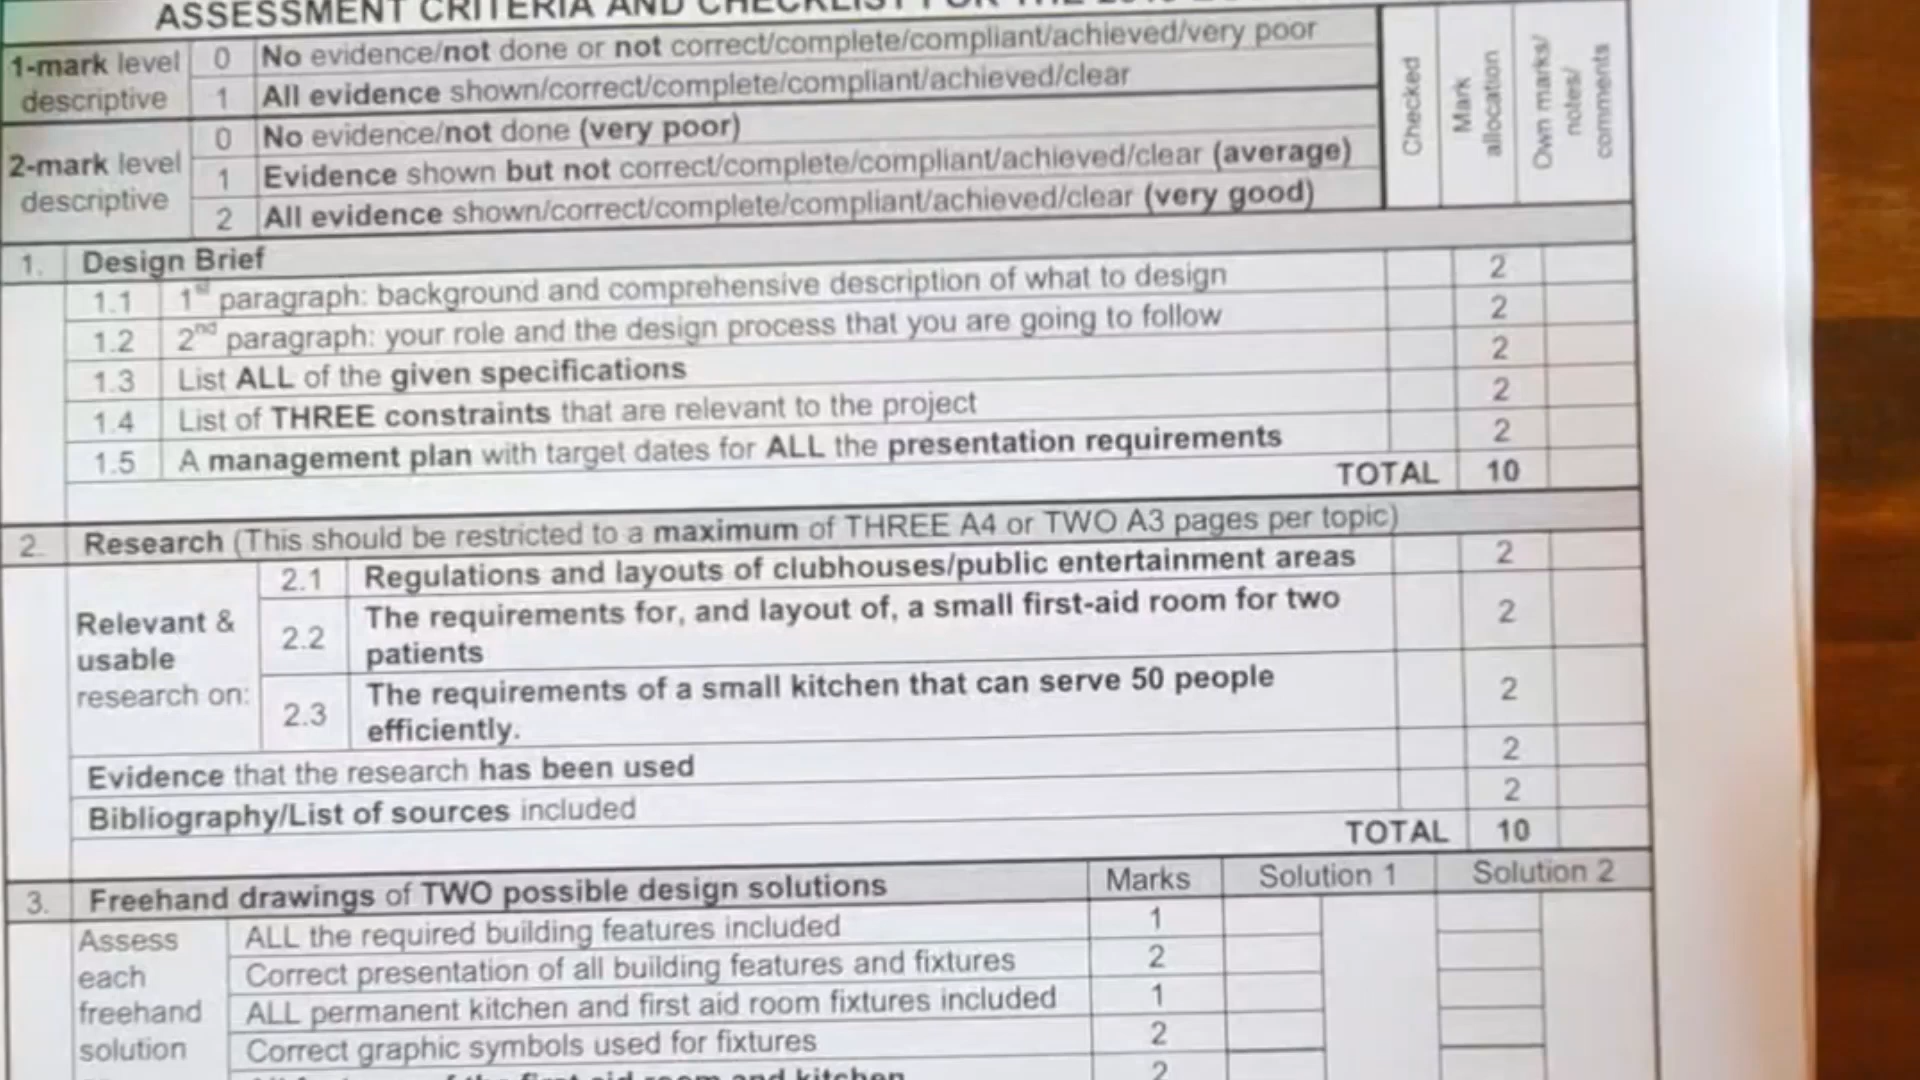 ASSESSMENT CRITERIA AND CHECKLIST FOR THE
1-mark level descriptive
0 No evidence/not done or not correct/complete/compliant/achieved/very poor
1 All evidence shown/correct/complete/compliant/achieved/clear
2-mark level descriptive
0 No evidence/not done (very poor)
1 Evidence shown but not correct/complete/compliant/achieved/clear (average)
2 All evidence shown/correct/complete/compliant/achieved/clear (very good)
Checked
Mark allocation
Own marks/ notes/ comments
1. Design Brief
1.1 1st paragraph: background and comprehensive description of what to design 2
1.2 2nd paragraph: your role and the design process that you are going to follow 2
1.3 List ALL of the given specifications 2
1.4 List of THREE constraints that are relevant to the project 2
1.5 A management plan with target dates for ALL the presentation requirements 2
TOTAL 10
2. Research (This should be restricted to a maximum of THREE A4 or TWO A3 pages per topic)
Relevant & usable research on:
2.1 Regulations and layouts of clubhouses/public entertainment areas 2
2.2 The requirements for, and layout of, a small first-aid room for two
patients 2
2.3 The requirements of a small kitchen that can serve 50 people
efficiently. 2
Evidence that the research has been used 2
Bibliography/List of sources included 2
TOTAL 10
3. Freehand drawings of TWO possible design solutions Marks Solution 1 Solution 2
Assess each freehand solution
ALL the required building features included 1
Correct presentation of all building features and fixtures 2
ALL permanent kitchen and first aid room fixtures included 1
Correct graphic symbols used for fixtures 2
room and kitchen 2